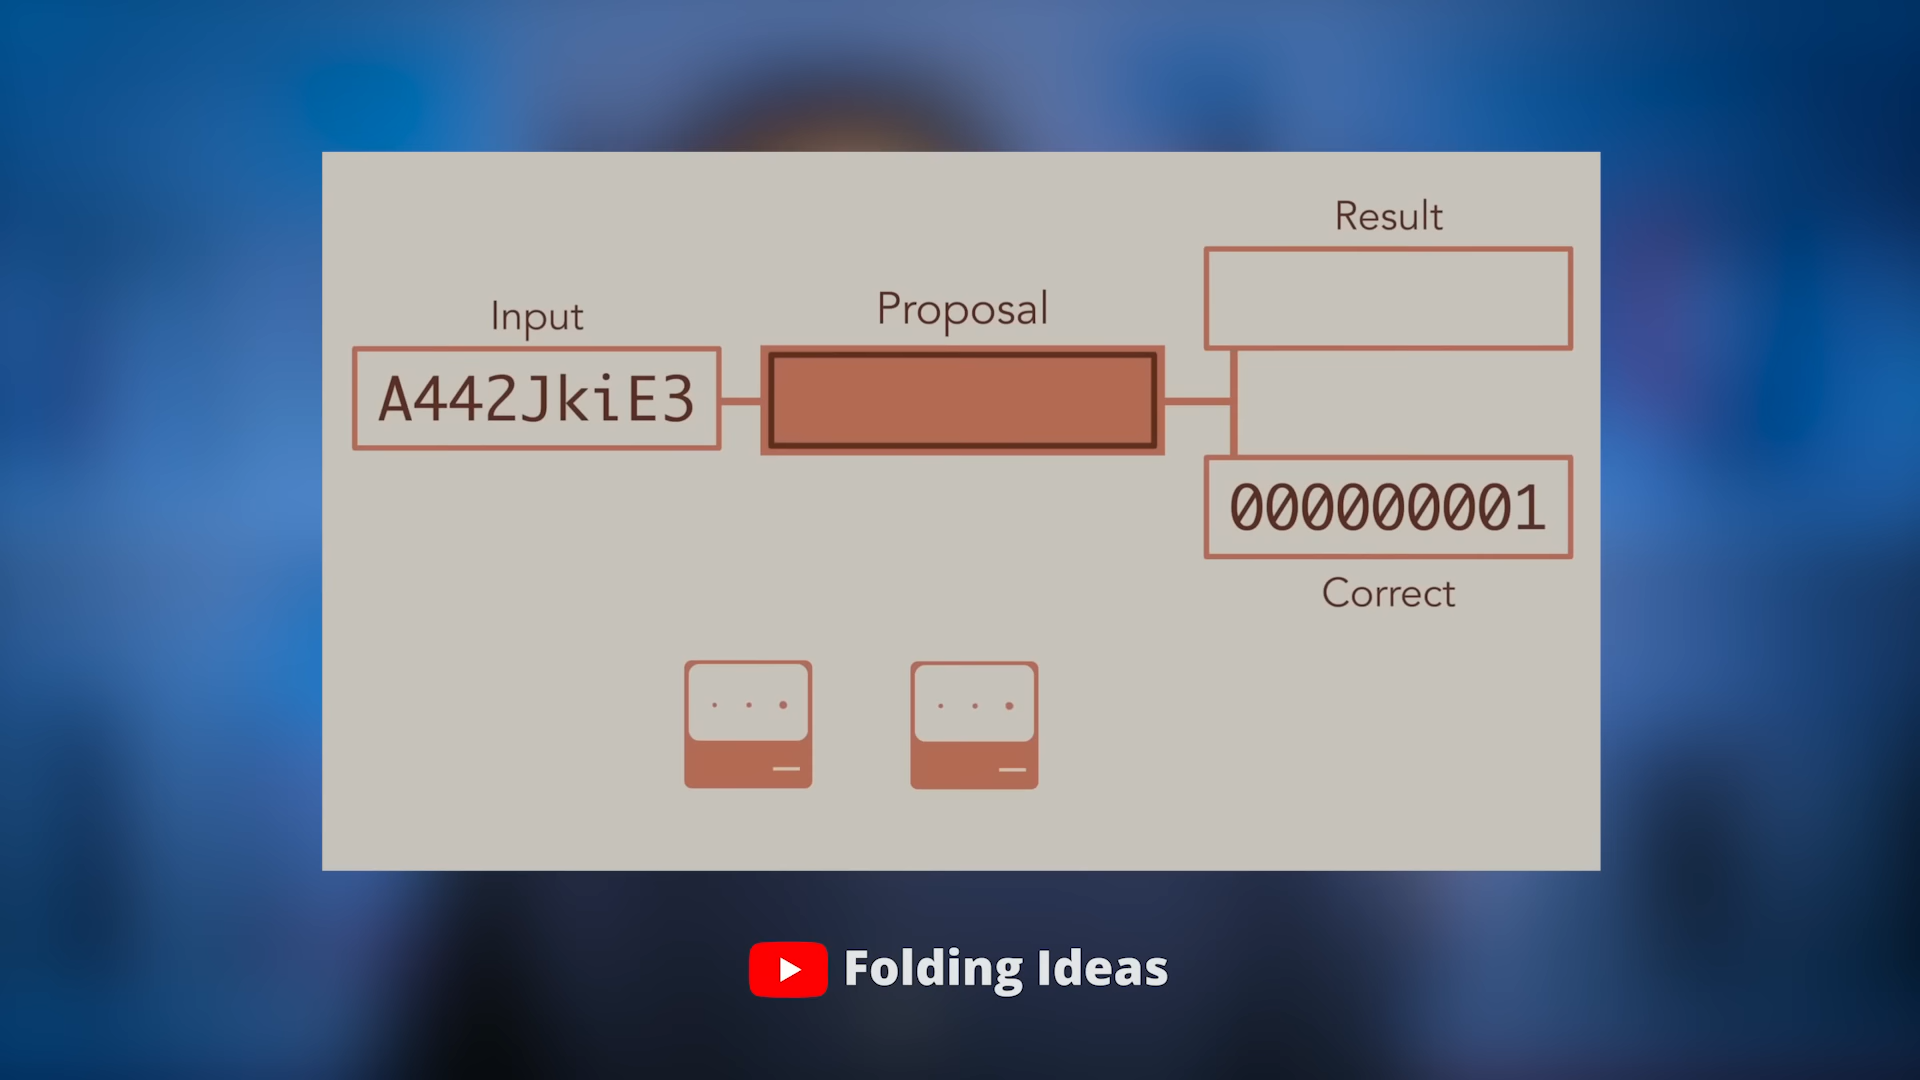 Result
Input
Proposal
A442JkiE3
000000001
Correct
Folding Ideas